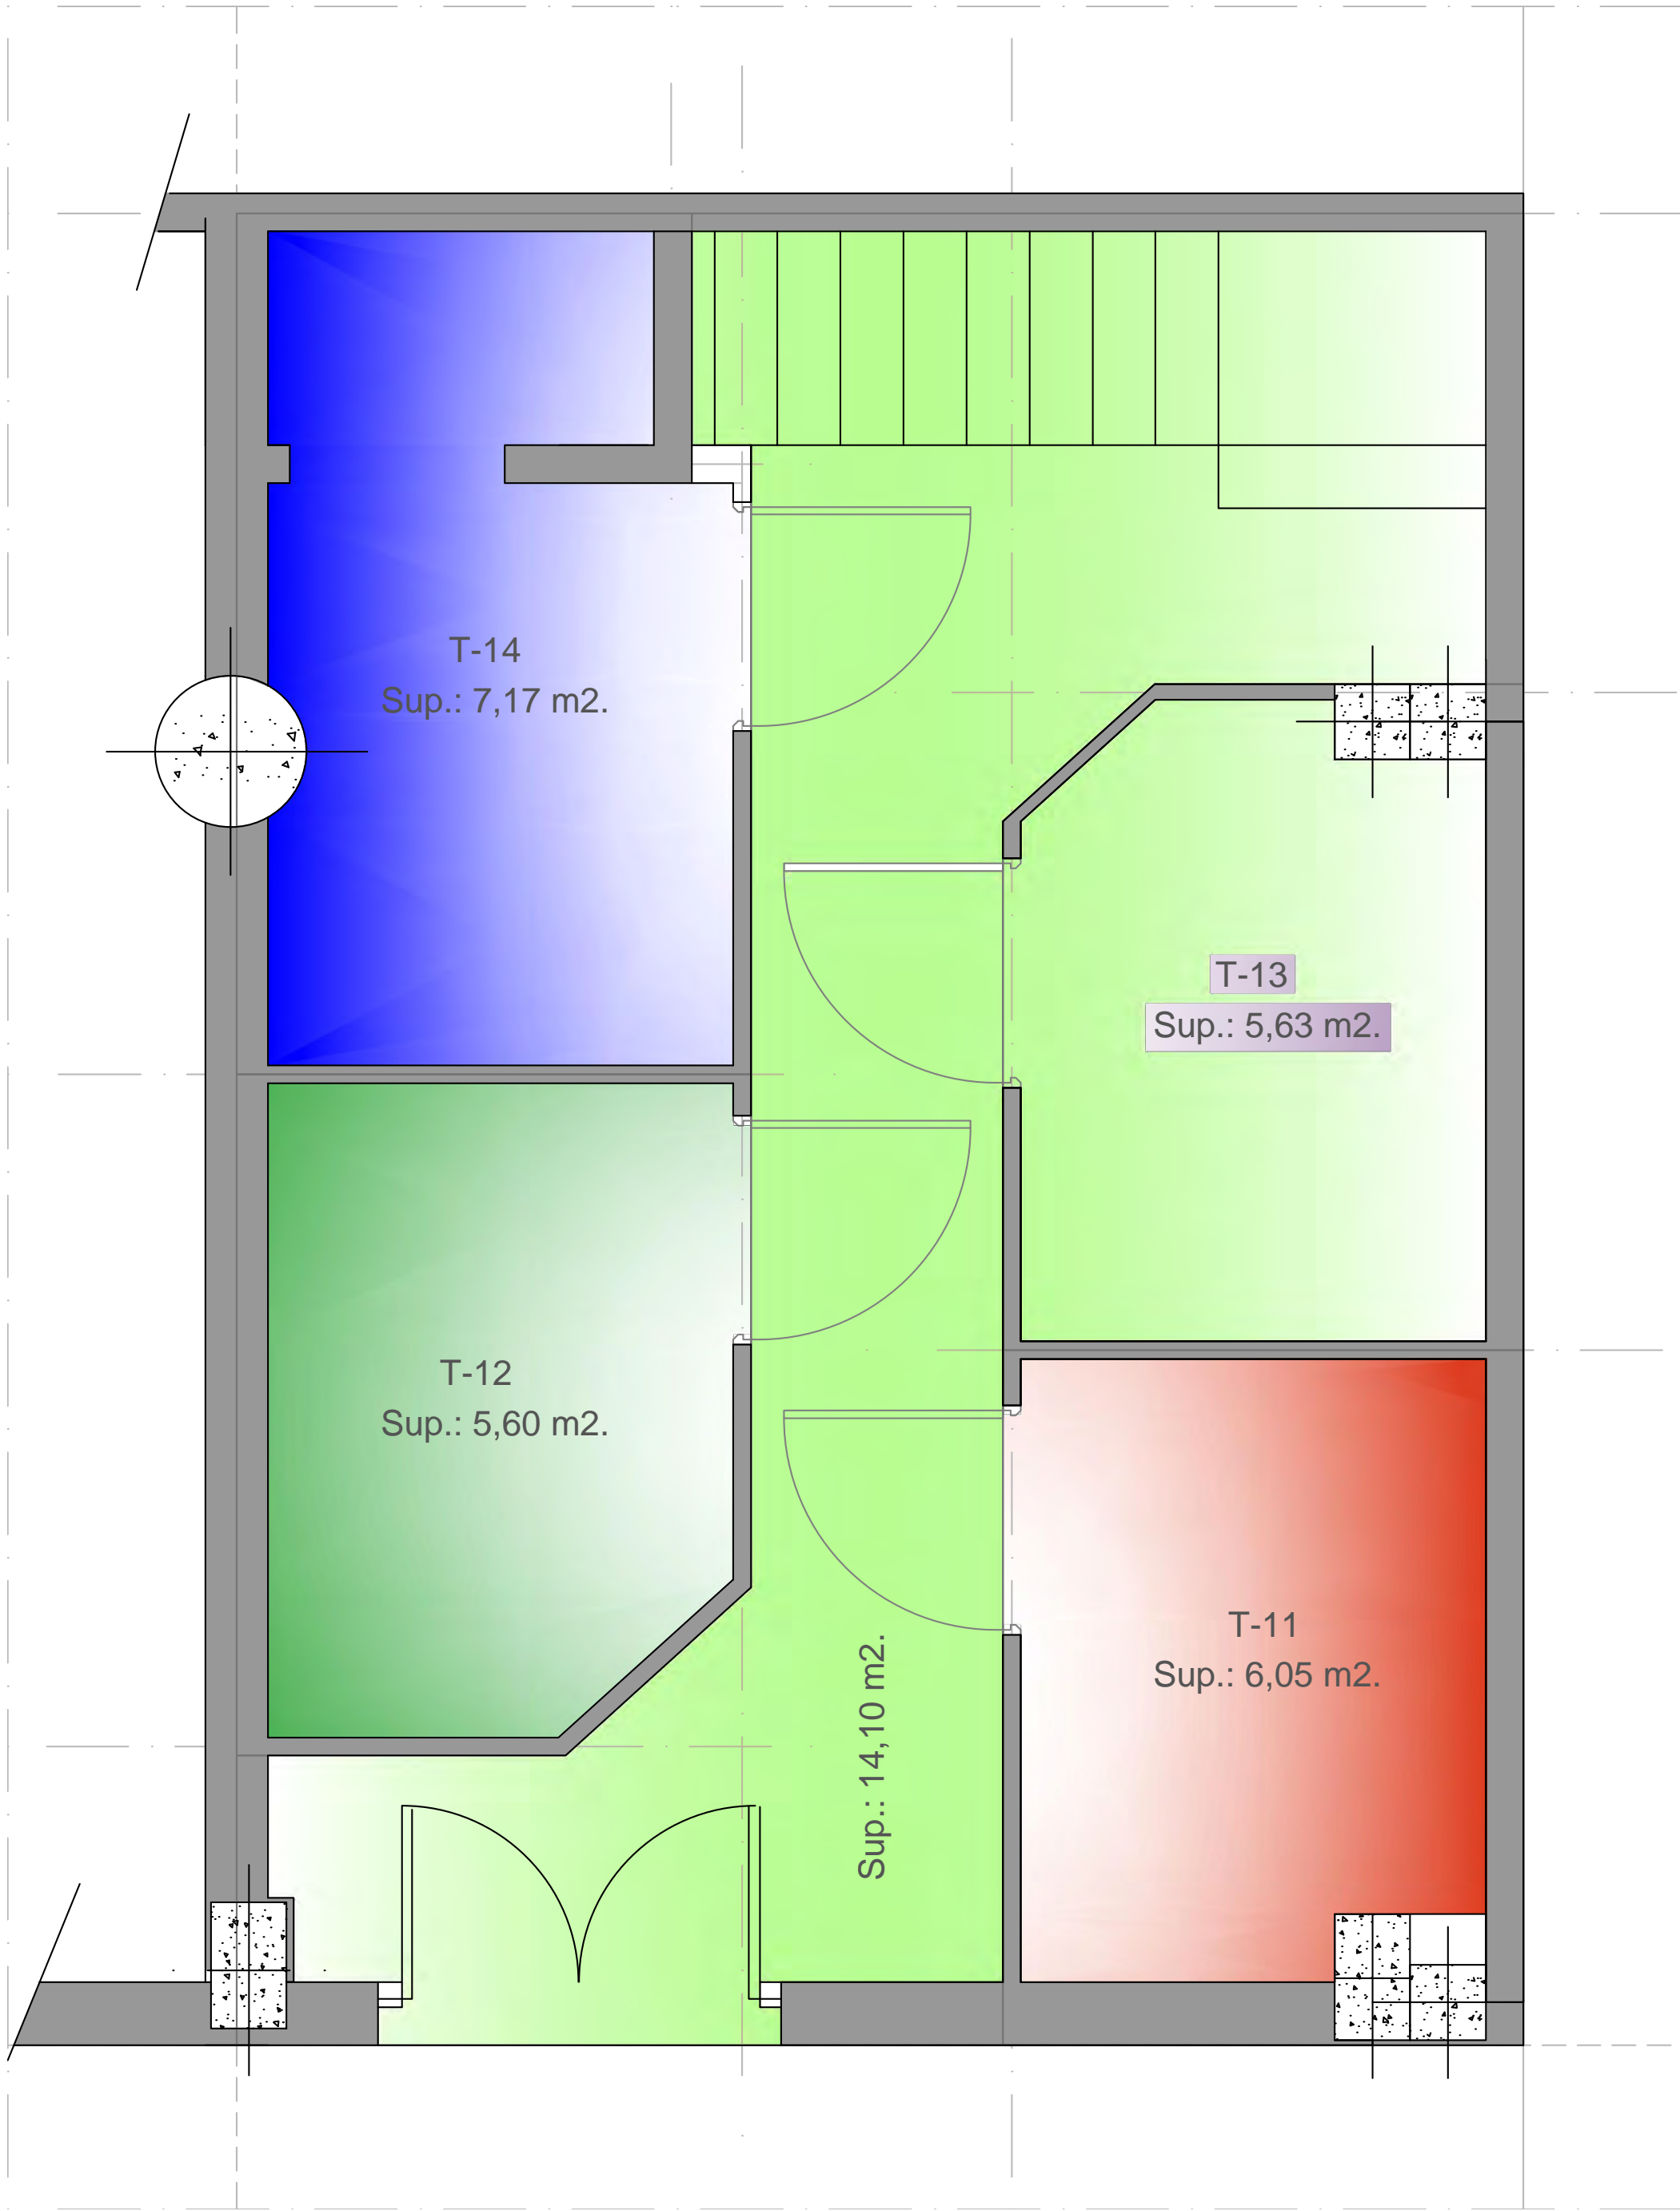 T-14
Sup.: 7,17 m2.
T-13
Sup.: 5,63 m2.
T-12
Sup.: 5,60 m2.
T-11
Sup.: 6,05 m2.
Sup.: 14,10 m2.